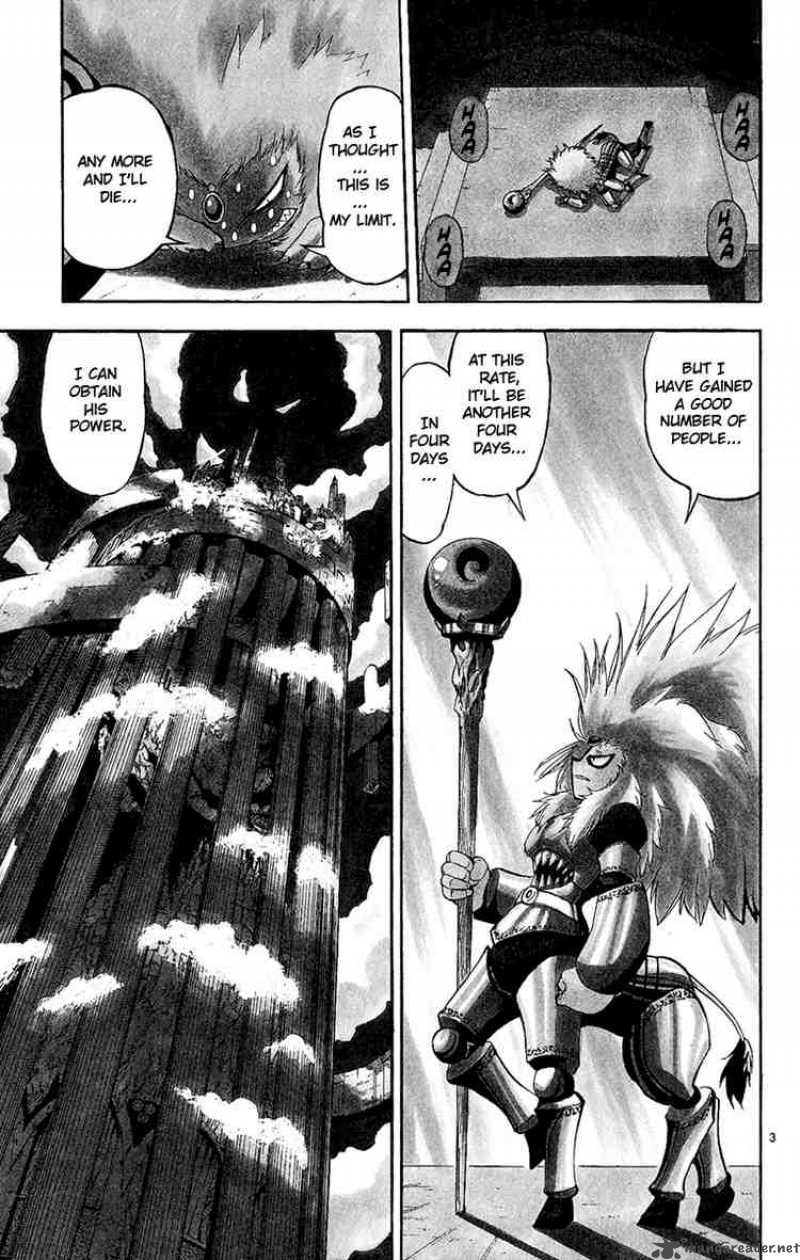 HAA
HAA
HAA
HAA
AS I
THOUGHT
...
THIS IS
...
MY LIMIT.
ANY MORE
AND I'LL
DIE...
BUT I
HAVE GAINED
A GOOD
NUMBER OF
PEOPLE...
AT THIS
RATE,
IT'LL BE
ANOTHER
FOUR
DAYS...
IN
FOUR
DAYS
...
I CAN
OBTAIN
HIS
POWER.
3